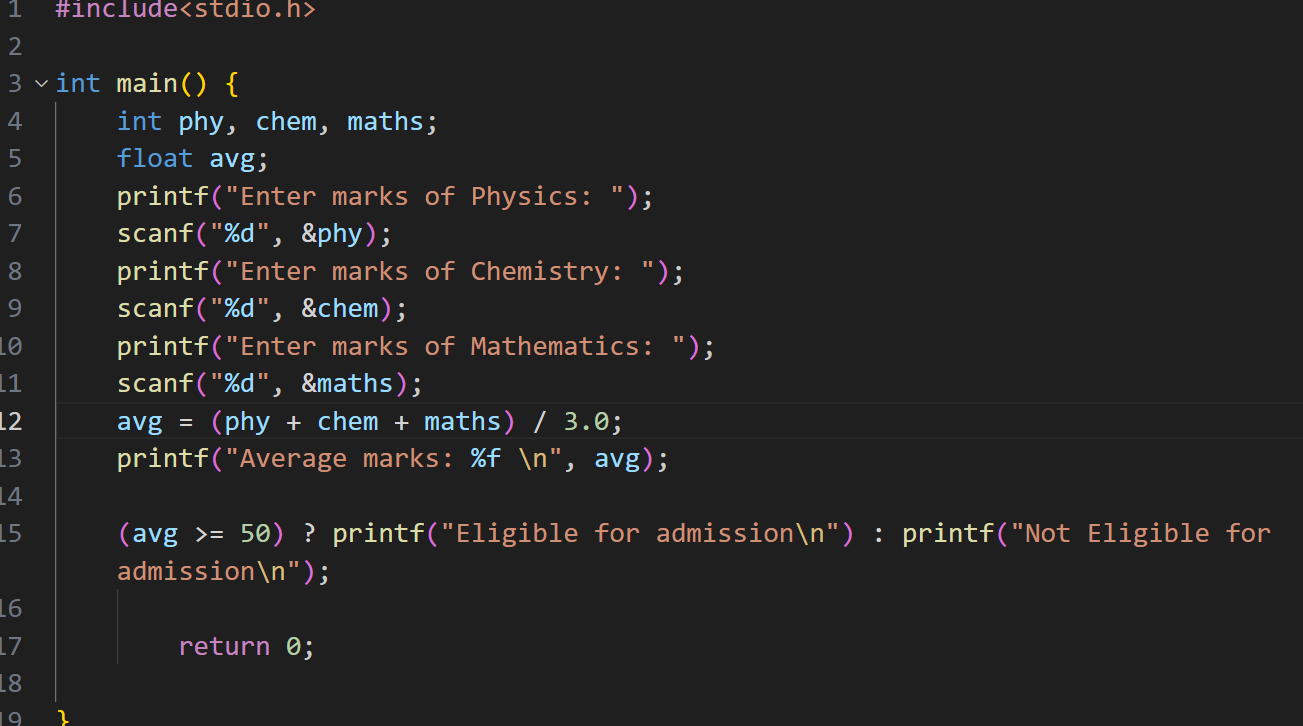 1 #include<stdio.h>
2
3 int main() {
4     int phy, chem, maths;
5     float avg;
6     printf("Enter marks of Physics: ");
7     scanf("%d", &phy);
8     printf("Enter marks of Chemistry: ");
9     scanf("%d", &chem);
10     printf("Enter marks of Mathematics: ");
11     scanf("%d", &maths);
12     avg = (phy + chem + maths) / 3.0;
13     printf("Average marks: %f \n", avg);
14
15     (avg >= 50) ? printf("Eligible for admission\n") : printf("Not Eligible for
    admission\n");
16
17         return 0;
18
19 }